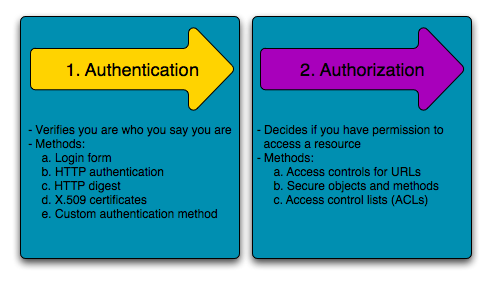 1. Authentication
- Verifies you are who you say you are
- Methods:
a. Login form
b. HTTP authentication
c. HTTP digest
d. X.509 certificates
e. Custom authentication method
2. Authorization
- Decides if you have permission to
access a resource
- Methods:
a. Access controls for URLs
b. Secure objects and methods
c. Access control lists (ACLs)